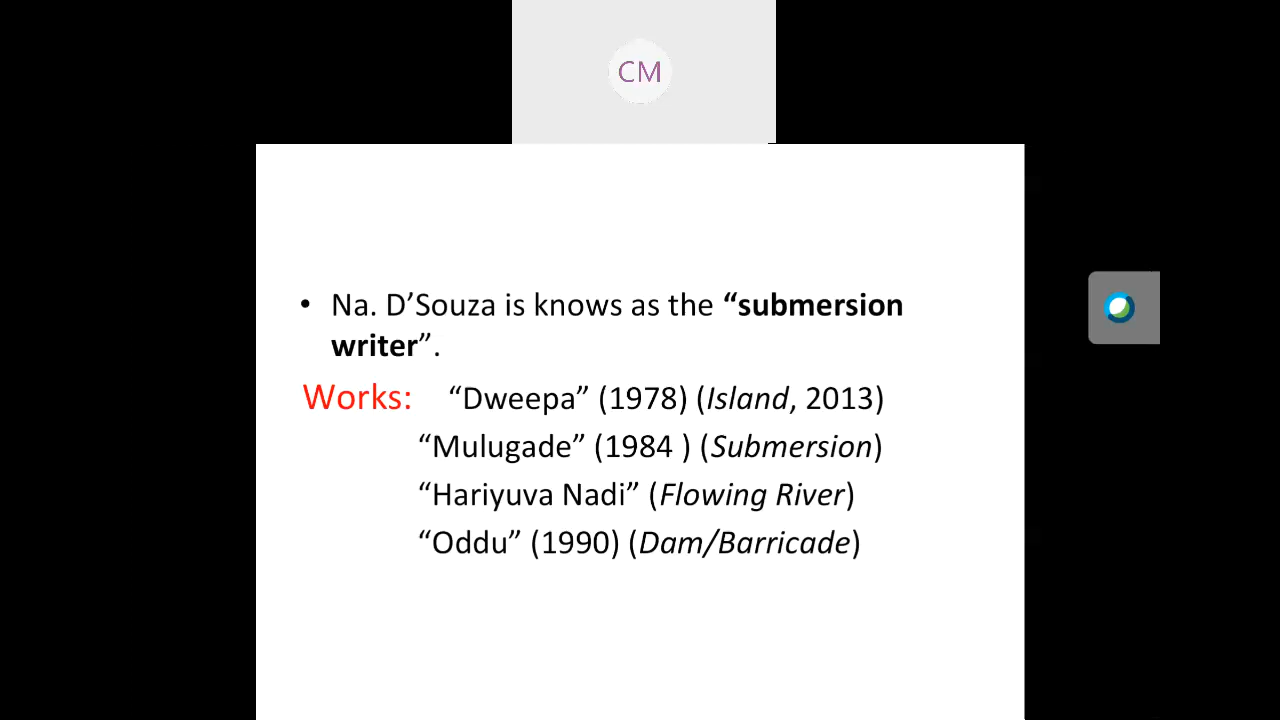 CM
• Na. D’Souza is knows as the “submersion
writer”.
Works: “Dweepa” (1978) (Island, 2013)
“Mulugade” (1984 ) (Submersion)
“Hariyuva Nadi” (Flowing River)
“Oddu” (1990) (Dam/Barricade)